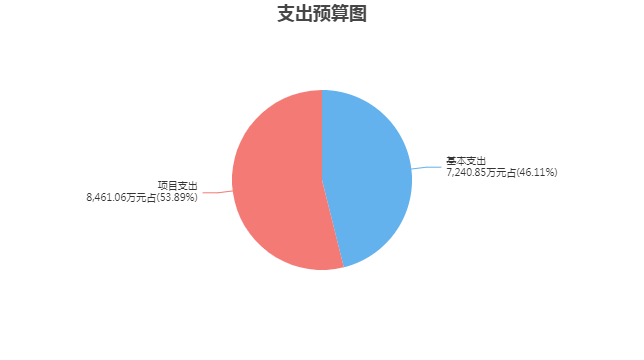 支出预算图
基本支出
7,240.85万元占(46.11%)
项目支出
8,461.06万元占(53.89%)